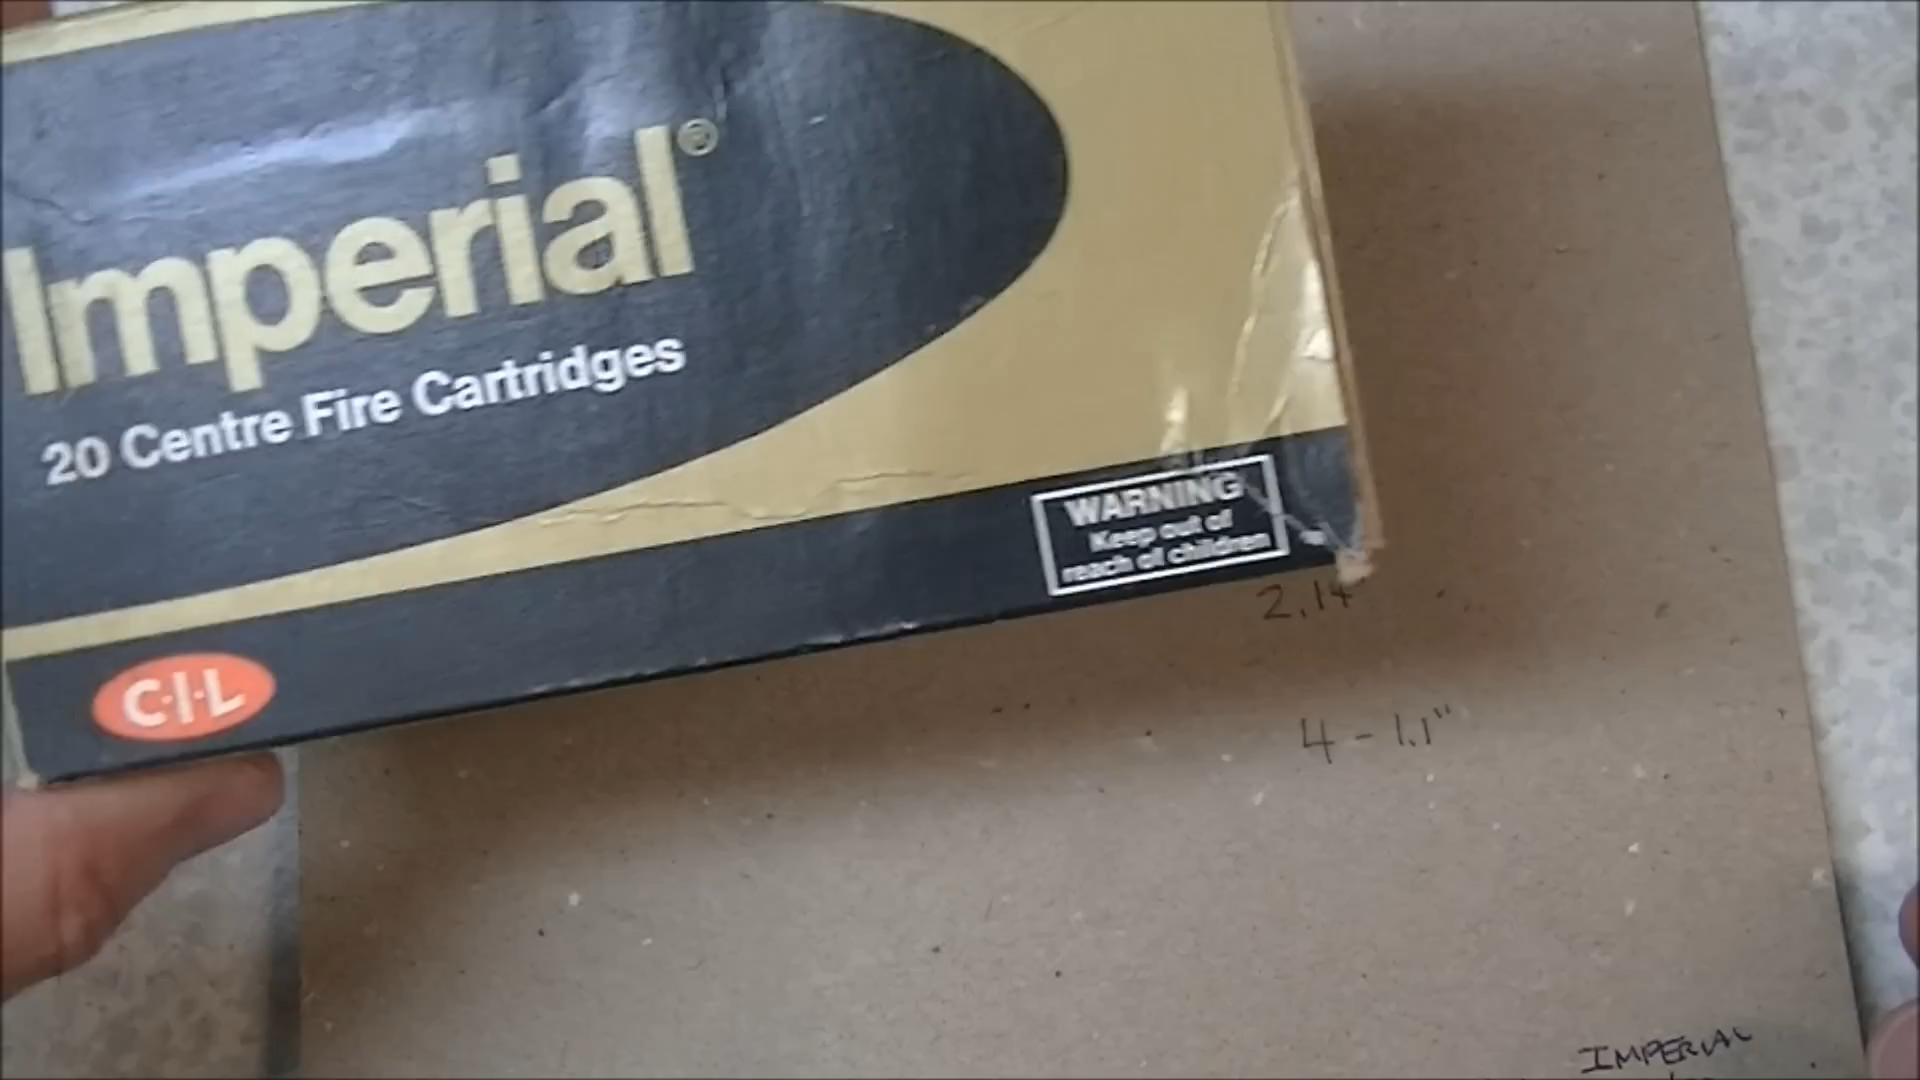 Imperial®
20 Centre Fire Cartridges
WARNING
Keep out of
reach of children
C·I·L
2.14
4 - 1.1"
IMPERIAL